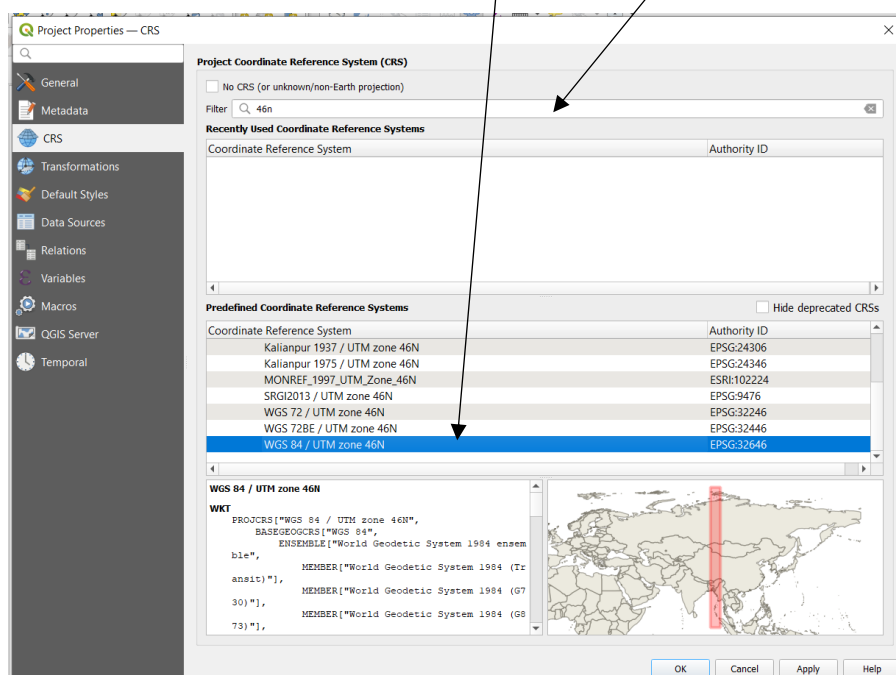 Project Properties — CRS
General
Metadata
CRS
Transformations
Default Styles
Data Sources
Relations
Variables
Macros
QGIS Server
Temporal
Project Coordinate Reference System (CRS)
No CRS (or unknown/non-Earth projection)
Filter 46n
Recently Used Coordinate Reference Systems
Coordinate Reference System Authority ID
Predefined Coordinate Reference Systems Hide deprecated CRSs
Coordinate Reference System Authority ID
Kalianpur 1937 / UTM zone 46N EPSG:24306
Kalianpur 1975 / UTM zone 46N EPSG:24346
MONREF_1997_UTM_Zone_46N ESRI:102224
SRGI2013 / UTM zone 46N EPSG:9476
WGS 72 / UTM zone 46N EPSG:32246
WGS 72BE / UTM zone 46N EPSG:32446
WGS 84 / UTM zone 46N EPSG:32646
WGS 84 / UTM zone 46N
WKT
PROJCRS["WGS 84 / UTM zone 46N",
BASEGEOGCRS["WGS 84",
ENSEMBLE["World Geodetic System 1984 ensem
ble",
MEMBER["World Geodetic System 1984 (Tr
ansit)"],
MEMBER["World Geodetic System 1984 (G7
30)"],
MEMBER["World Geodetic System 1984 (G8
73)"],
OK Cancel Apply Help